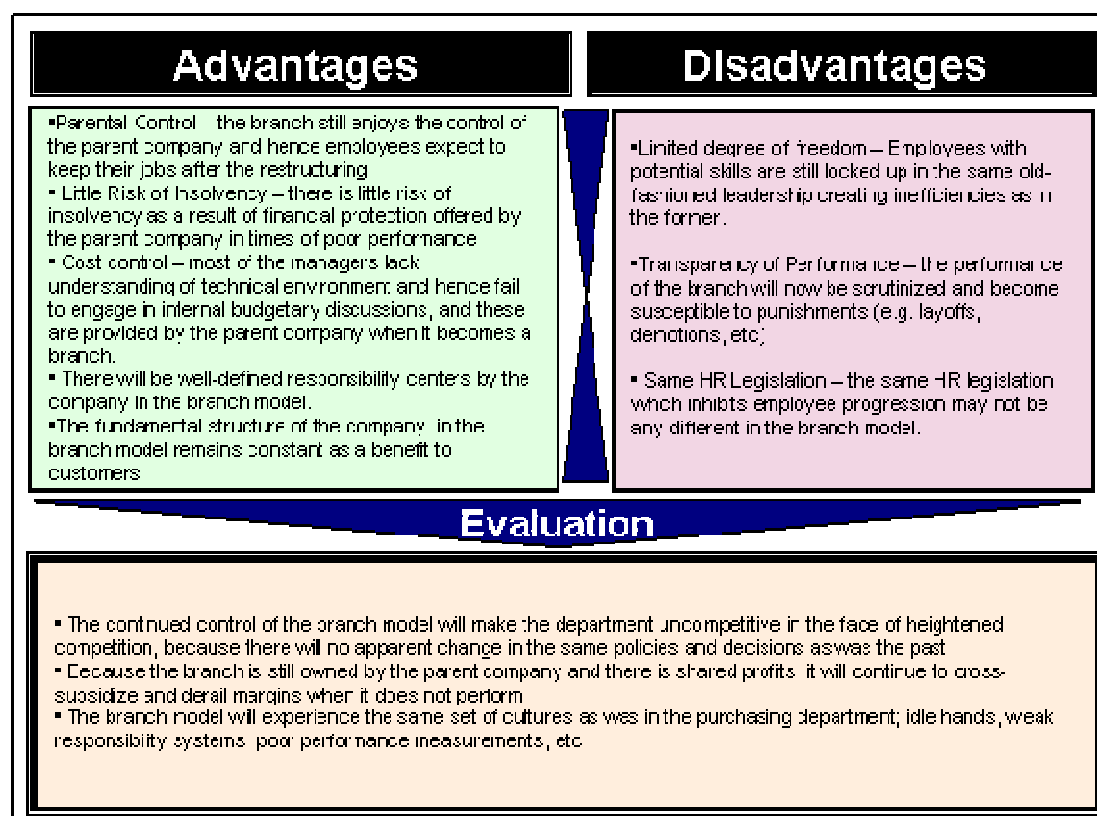 Advantages
DIsadvantages
▪Parental Control – the branch still enjoys the control of
the parent company and hence employees expect to
keep their jobs after the restructuring
▪ Little Risk of Insolvency – there is little risk of
insolvency as a result of financial protection offered by
the parent company in times of poor performance
▪ Cost control – most of the managers lack
understanding of technical environment and hence fail
to engage in internal budgetary discussions, and these
are provided by the parent company when it becomes a
branch.
▪ There will be well-defined responsibility centers by the
company in the branch model.
▪The fundamental structure of the company in the
branch model remains constant as a benefit to
customers
▪Limited degree of freedom – Employees with
potential skills are still locked up in the same old-
fashioned leadership creating inefficiencies as in
the former.
▪Transparency of Performance – the performance
of the branch will now be scrutinized and become
susceptible to punishments (e.g. layoffs,
demotions, etc)
▪ Same HR Legislation – the same HR legislation
which inhibits employee progression may not be
any different in the branch model.
Evaluation
▪ The continued control of the branch model will make the department uncompetitive in the face of heightened
competition, because there will no apparent change in the same policies and decisions as was the past
▪ Because the branch is still owned by the parent company and there is shared profits it will continue to cross-
subsidize and derail margins when it does not perform
▪ The branch model will experience the same set of cultures as was in the purchasing department; idle hands, weak
responsibility systems poor performance measurements, etc